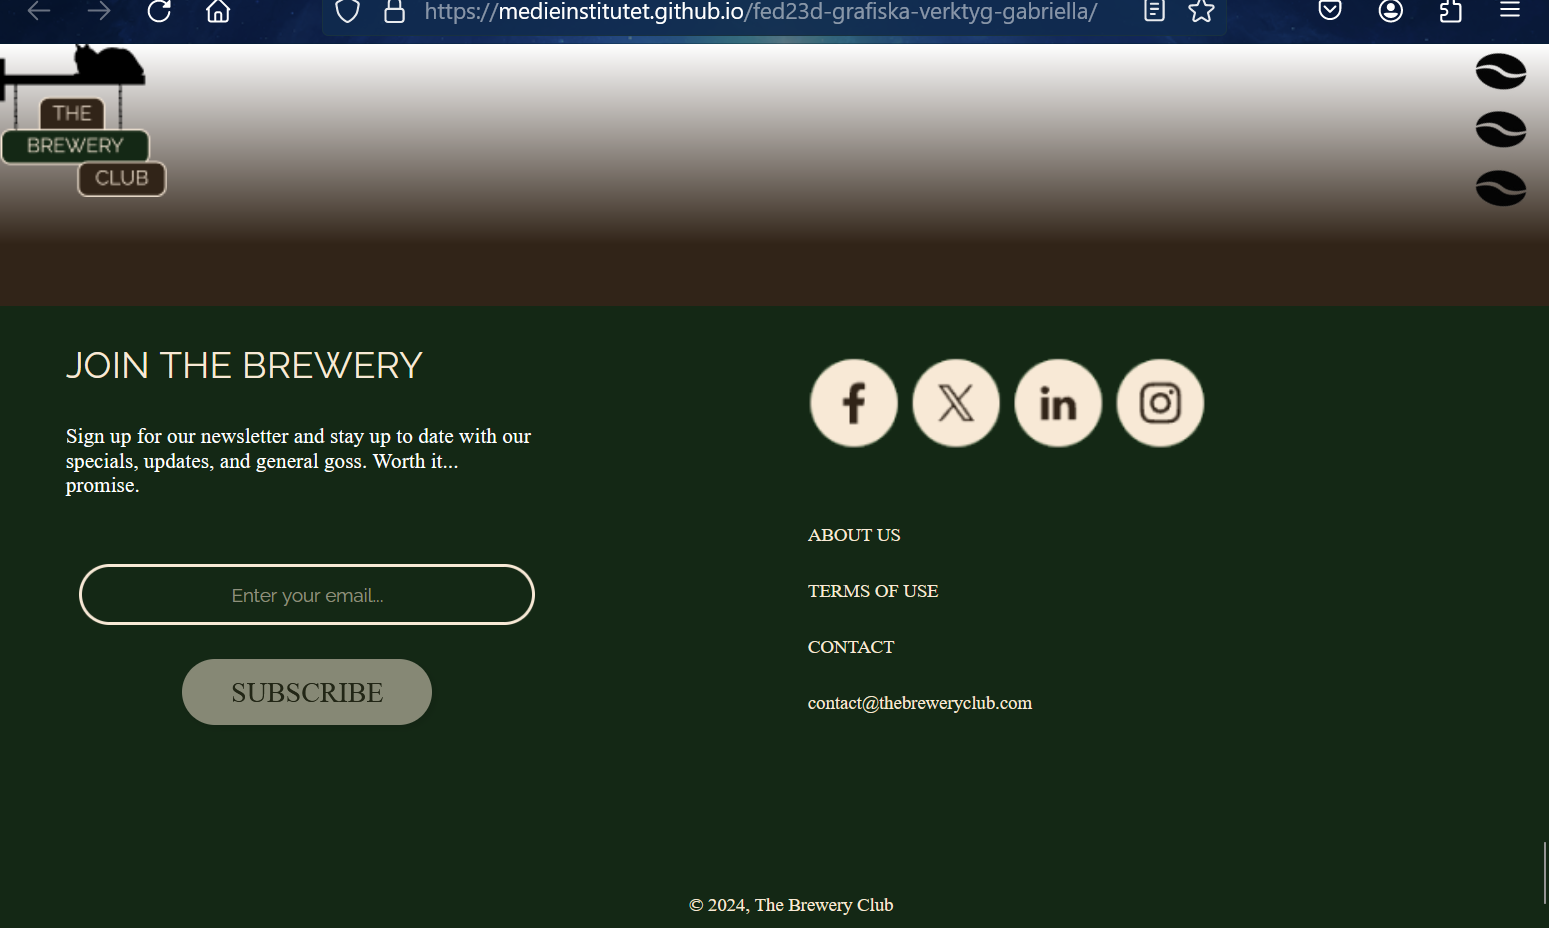 https://medieinstitutet.github.io/fed23d-grafiska-verktyg-gabriella/
THE
BREWERY
CLUB
JOIN THE BREWERY
Sign up for our newsletter and stay up to date with our
specials, updates, and general goss. Worth it...
promise.
Enter your email...
SUBSCRIBE
f
X
in
ABOUT US
TERMS OF USE
CONTACT
contact@thebreweryclub.com
© 2024, The Brewery Club